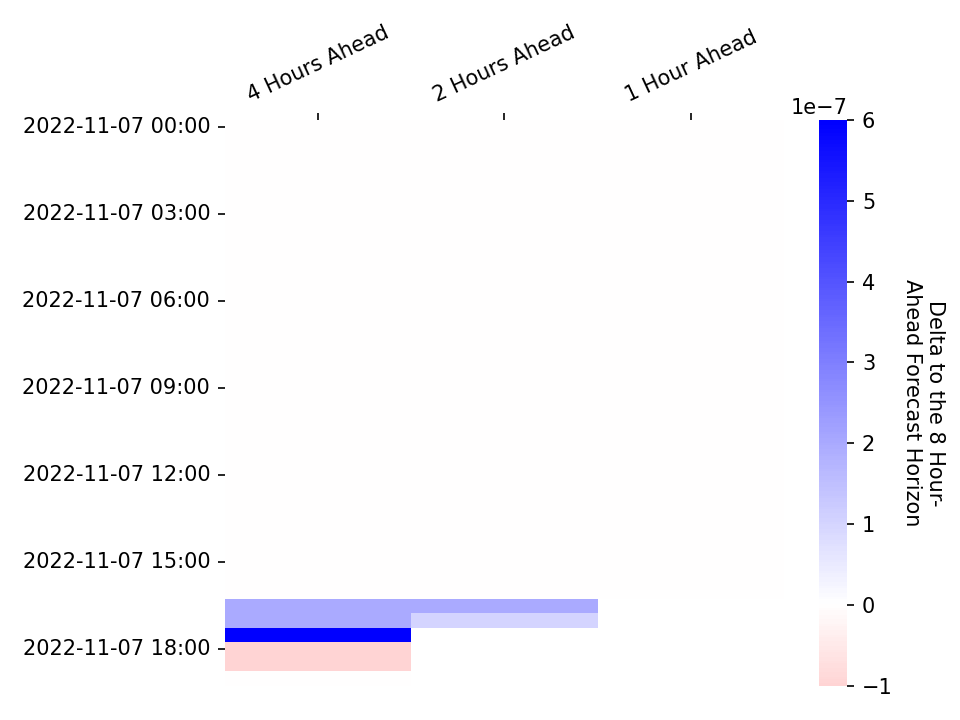 4 Hours Ahead
2 Hours Ahead
1 Hour Ahead
1e−7
2022-11-07 00:00
2022-11-07 03:00
2022-11-07 06:00
2022-11-07 09:00
2022-11-07 12:00
2022-11-07 15:00
2022-11-07 18:00
6
5
4
3
2
1
0
−1
Delta to the 8 Hour-
Ahead Forecast Horizon